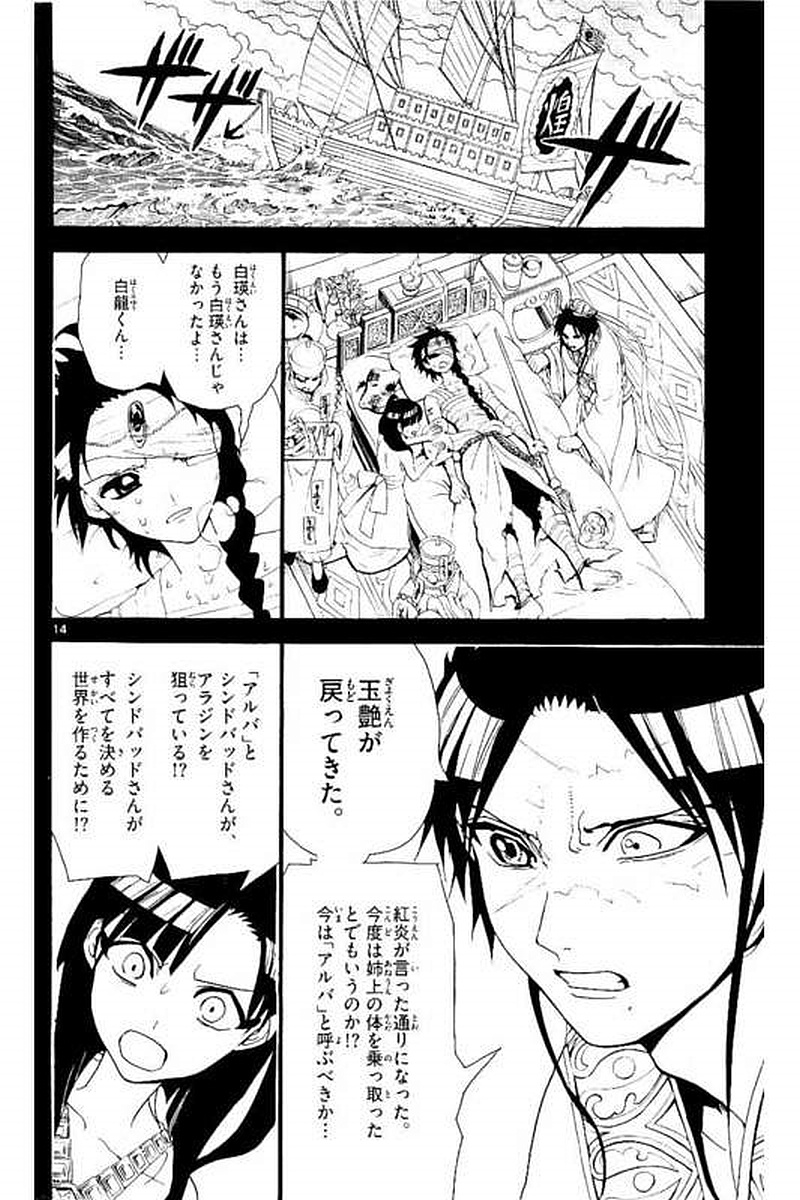 ザザザ
煌
ザザ
白瑛さんは…
もう白瑛さんじゃ
なかったよ…
白龍くん…
14
玉艶が
戻ってきた。
紅炎が言った通りになった。
今度は姉上の体を乗っ取った
とでもいうのか!?
今は「アルバ」と呼ぶべきか…
「アルバ」と
シンドバッドさんが、
アラジンを
狙っている!?
シンドバッドさんが
すべてを決める
世界を作るために!?